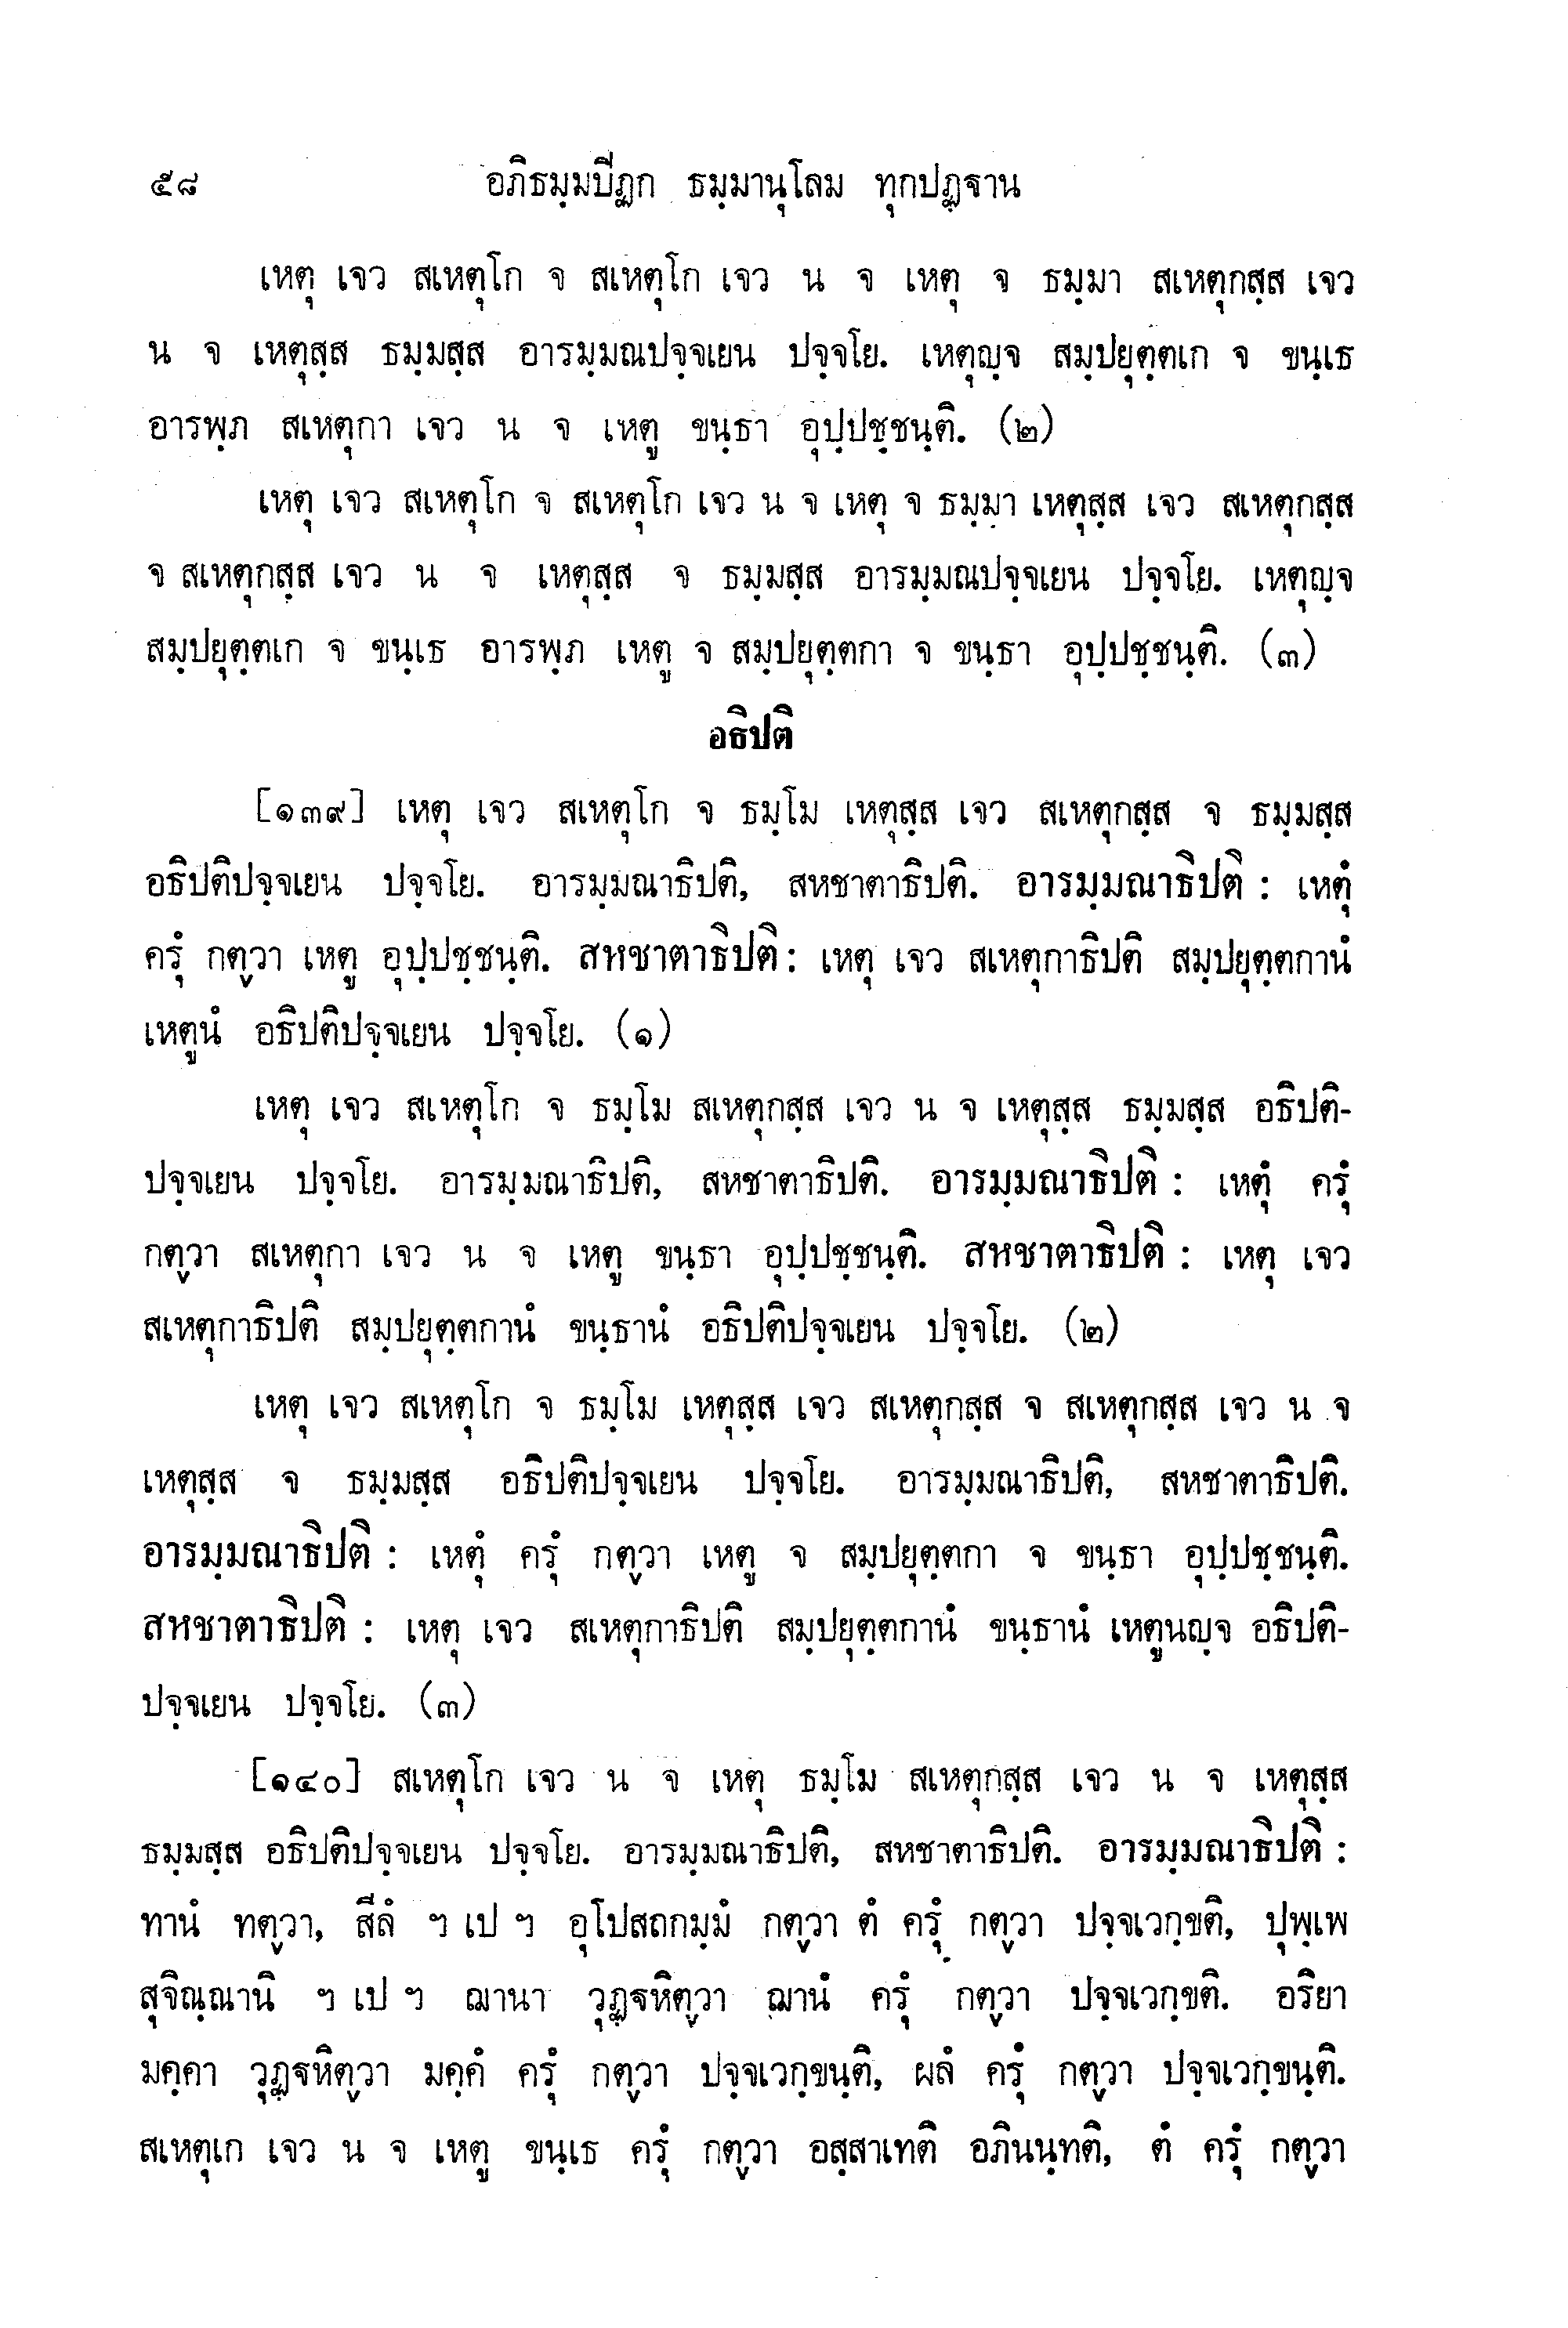 ๕๘ อภิธมฺมปิฏก ธมฺมานุโลม ทุกปฏฺฐาน
เหตุ เจว สเหตุโก จ สเหตุโก เจว น จ เหตุ จ ธมฺมา สเหตุกสฺส เจว
น จ เหตุสฺส ธมฺมสฺส อารมฺมณปจฺจเยน ปจฺจโย. เหตุญฺจ สมฺปยุตฺตเก จ ขนฺเธ
อารพฺภ สเหตุกา เจว น จ เหตู ขนฺธา อุปฺปชฺชนฺติ. (๒)
เหตุ เจว สเหตุโก จ สเหตุโก เจว น จ เหตุ จ ธมฺมา เหตุสฺส เจว สเหตุกสฺส
จ สเหตุกสฺส เจว น จ เหตุสฺส จ ธมฺมสฺส อารมฺมณปจฺจเยน ปจฺจโย. เหตุญฺจ
สมฺปยุตฺตเก จ ขนฺเธ อารพฺภ เหตู จ สมฺปยุตฺตกา จ ขนฺธา อุปฺปชฺชนฺติ. (๓)
อธิปติ
[๑๓๙] เหตุ เจว สเหตุโก จ ธมฺโม เหตุสฺส เจว สเหตุกสฺส จ ธมฺมสฺส
อธิปติปจฺจเยน ปจฺจโย. อารมฺมณาธิปติ, สหชาตาธิปติ. อารมฺมณาธิปติ : เหตุํ
ครุํ กตฺวา เหตู อุปฺปชฺชนฺติ. สหชาตาธิปติ : เหตุ เจว สเหตุกาธิปติ สมฺปยุตฺตกานํ
เหตูนํ อธิปติปจฺจเยน ปจฺจโย. (๑)
เหตุ เจว สเหตุโก จ ธมฺโม สเหตุกสฺส เจว น จ เหตุสฺส ธมฺมสฺส อธิปติ-
ปจฺจเยน ปจฺจโย. อารมฺมณาธิปติ, สหชาตาธิปติ. อารมฺมณาธิปติ : เหตุํ ครุํ
กตฺวา สเหตุกา เจว น จ เหตู ขนฺธา อุปฺปชฺชนฺติ. สหชาตาธิปติ : เหตุ เจว
สเหตุกาธิปติ สมฺปยุตฺตกานํ ขนฺธานํ อธิปติปจฺจเยน ปจฺจโย. (๒)
เหตุ เจว สเหตุโก จ ธมฺโม เหตุสฺส เจว สเหตุกสฺส จ สเหตุกสฺส เจว น จ
เหตุสฺส จ ธมฺมสฺส อธิปติปจฺจเยน ปจฺจโย. อารมฺมณาธิปติ, สหชาตาธิปติ.
อารมฺมณาธิปติ : เหตุํ ครุํ กตฺวา เหตู จ สมฺปยุตฺตกา จ ขนฺธา อุปฺปชฺชนฺติ.
สหชาตาธิปติ : เหตุ เจว สเหตุกาธิปติ สมฺปยุตฺตกานํ ขนฺธานํ เหตูนญฺจ อธิปติ-
ปจฺจเยน ปจฺจโย. (๓)
[๑๔๐] สเหตุโก เจว น จ เหตุ ธมฺโม สเหตุกสฺส เจว น จ เหตุสฺส
ธมฺมสฺส อธิปติปจฺจเยน ปจฺจโย. อารมฺมณาธิปติ, สหชาตาธิปติ. อารมฺมณาธิปติ :
ทานํ ทตฺวา, สีลํ ฯ เป ฯ อุโปสถกมฺมํ กตฺวา ตํ ครุํ กตฺวา ปจฺจเวกฺขติ, ปุพฺเพ
สุจิณฺณานิ ฯ เป ฯ ฌานา วุฏฺฐหิตฺวา ฌานํ ครุํ กตฺวา ปจฺจเวกฺขติ. อริยา
มคฺคา วุฏฺฐหิตฺวา มคฺคํ ครุํ กตฺวา ปจฺจเวกฺขนฺติ, ผลํ ครุํ กตฺวา ปจฺจเวกฺขนฺติ.
สเหตุเก เจว น จ เหตู ขนฺเธ ครุํ กตฺวา อสฺสาเทติ อภินนฺทติ, ตํ ครุํ กตฺวา